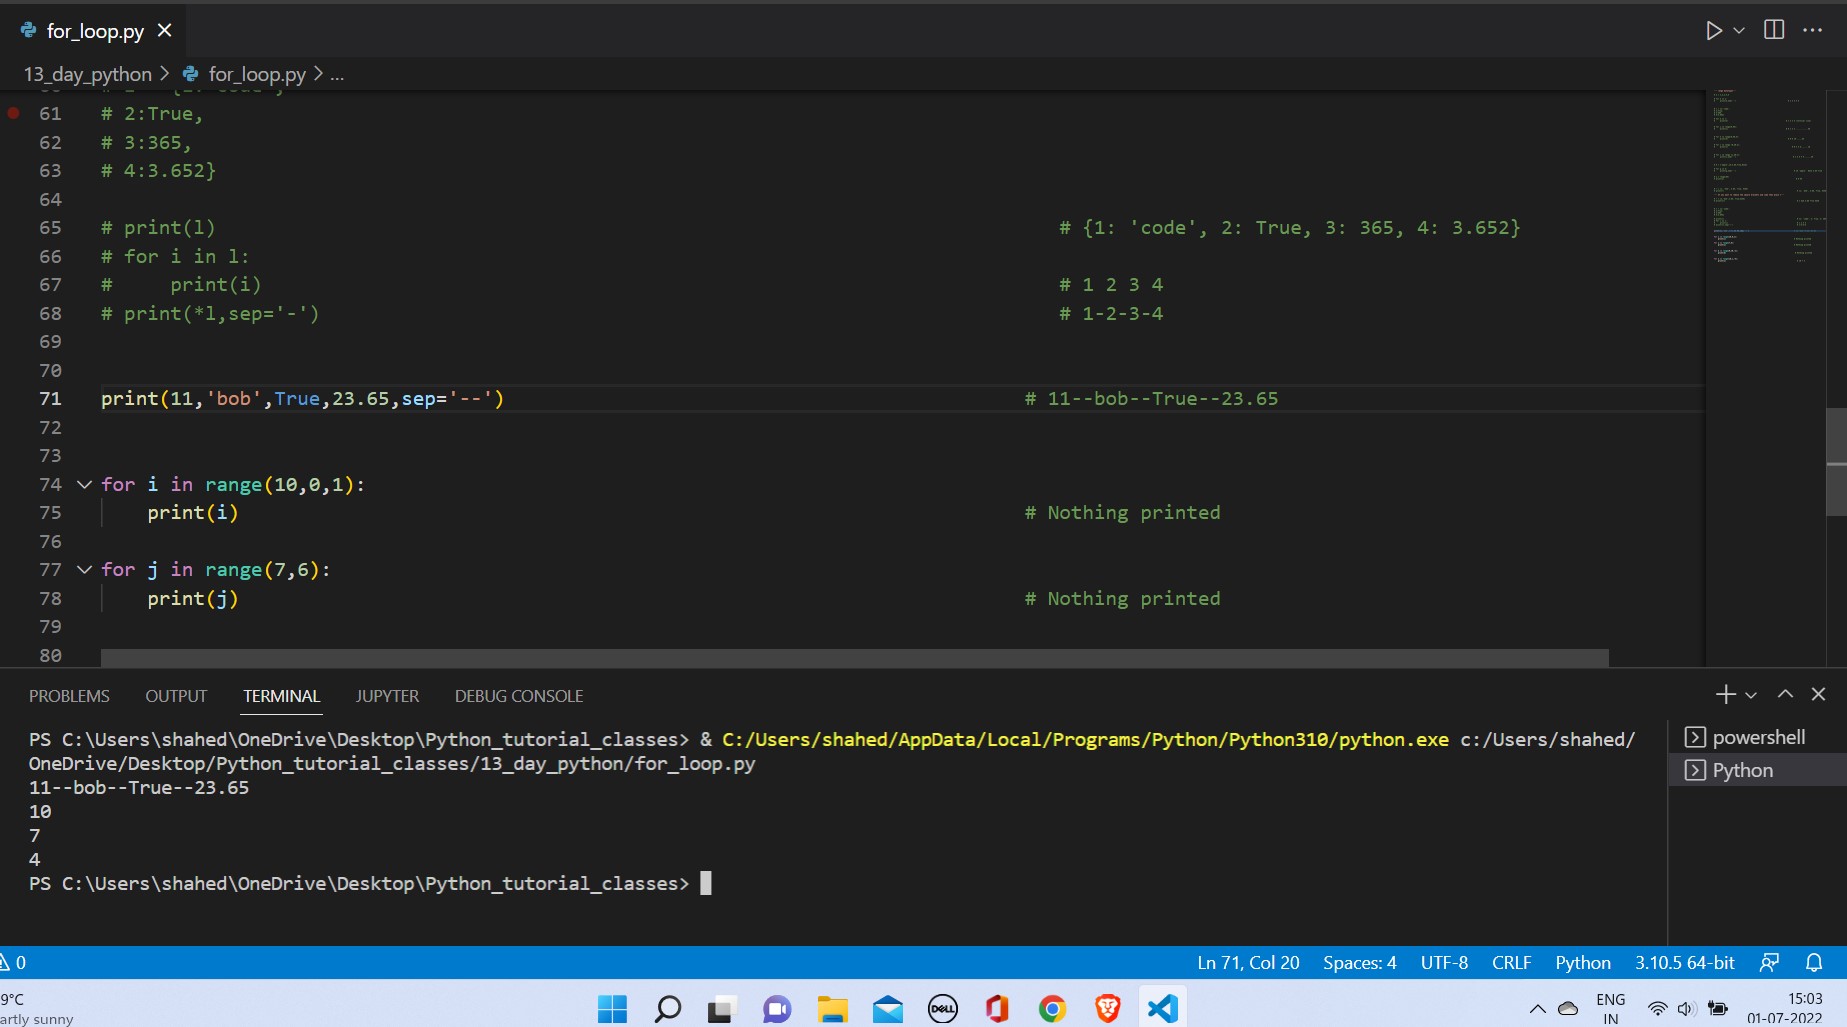 for_loop.py
13_day_python > for_loop.py > ...
61 # 2:True,
62 # 3:365,
63 # 4:3.652}
64
65 # print(l) # {1: 'code', 2: True, 3: 365, 4: 3.652}
66 # for i in l:
67 #     print(i) # 1 2 3 4
68 # print(*l,sep='-') # 1-2-3-4
69
70
71 print(11,'bob',True,23.65,sep='--') # 11--bob--True--23.65
72
73
74 for i in range(10,0,1):
75     print(i) # Nothing printed
76
77 for j in range(7,6):
78     print(j) # Nothing printed
79
80
PROBLEMS OUTPUT TERMINAL JUPYTER DEBUG CONSOLE
PS C:\Users\shahed\OneDrive\Desktop\Python_tutorial_classes> & C:/Users/shahed/AppData/Local/Programs/Python/Python310/python.exe c:/Users/shahed/
OneDrive/Desktop/Python_tutorial_classes/13_day_python/for_loop.py
11--bob--True--23.65
10
7
4
PS C:\Users\shahed\OneDrive\Desktop\Python_tutorial_classes>
powershell
Python
0 Ln 71, Col 20 Spaces: 4 UTF-8 CRLF Python 3.10.5 64-bit
9°C
artly sunny
DELL
ENG
IN
15:03
01-07-2022